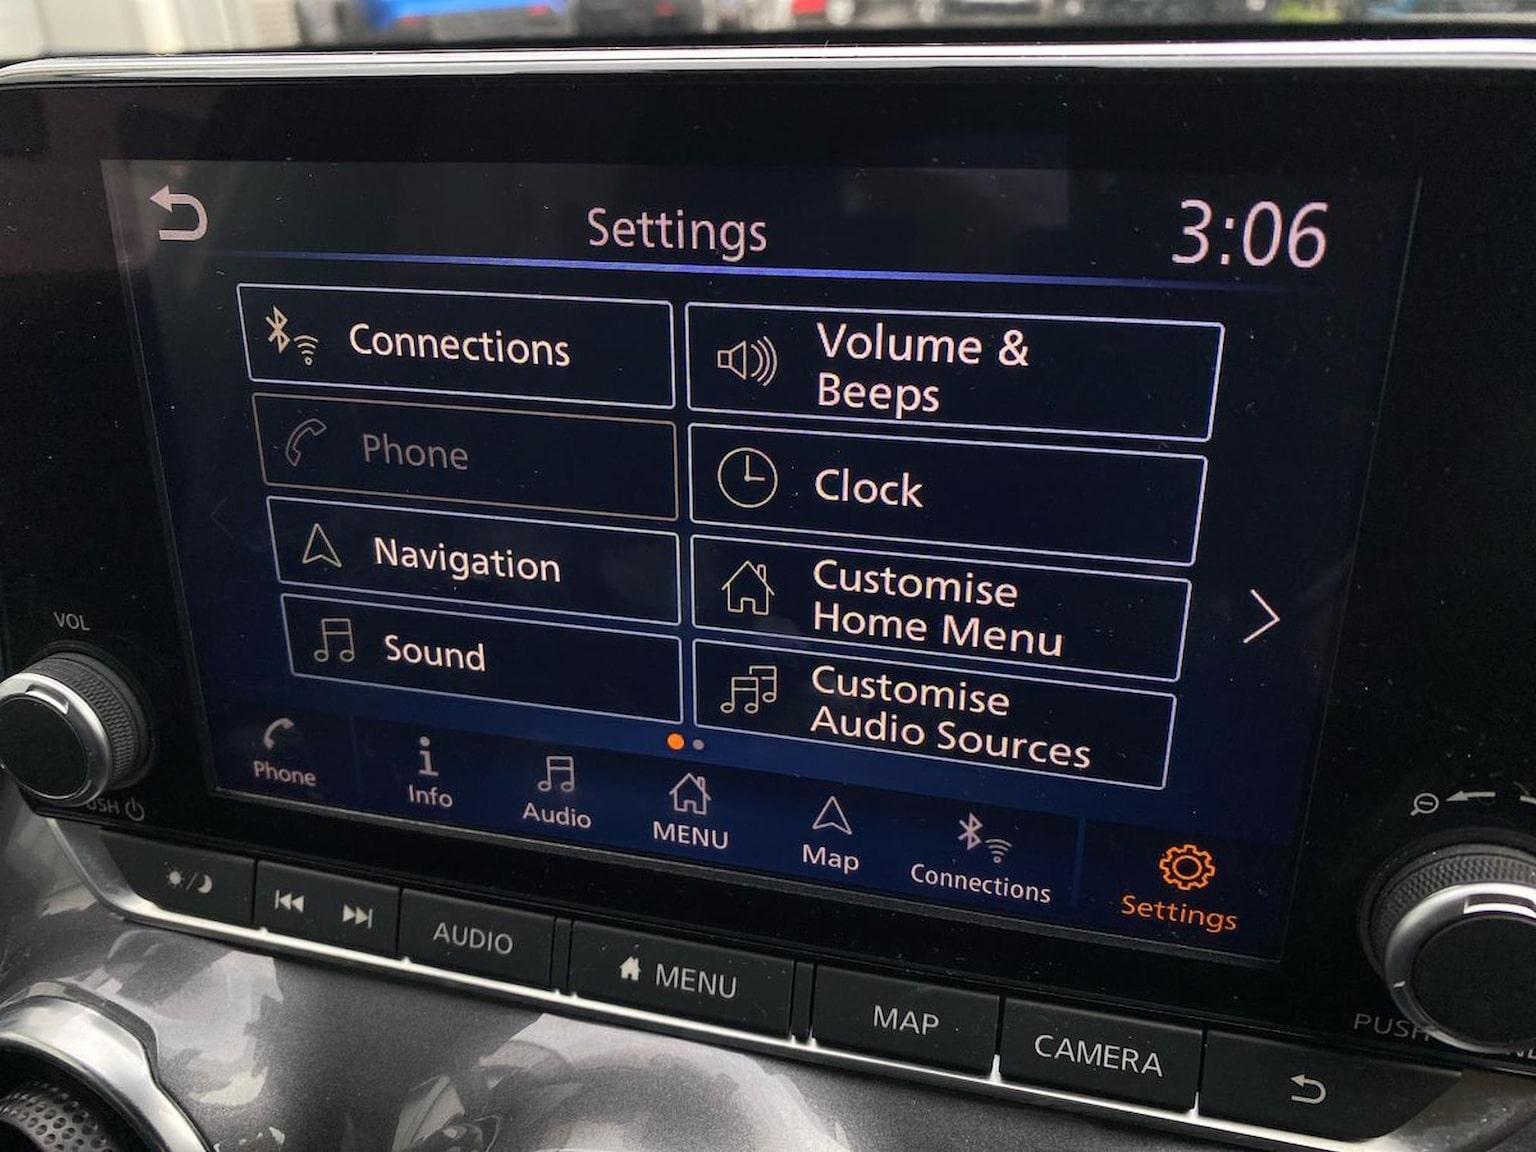 Settings
3:06
Connections
Volume &
Beeps
Phone
Clock
Navigation
Customise
Home Menu
Sound
Customise
Audio Sources
Phone
Info
Audio
MENU
Map
Connections
Settings
VOL
AUDIO
MENU
MAP
CAMERA
PUSH